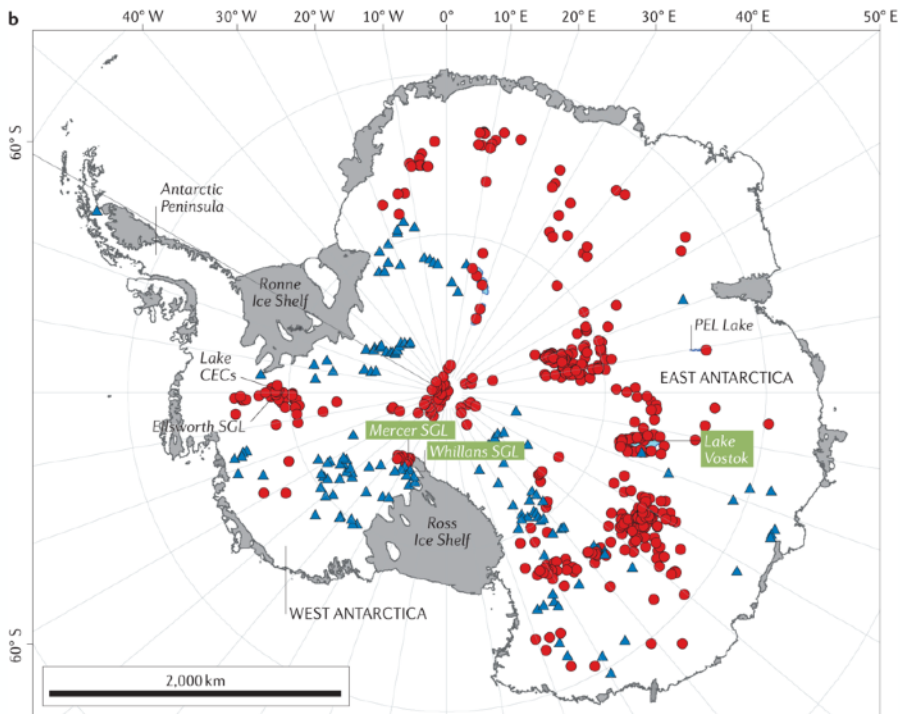 b
40° W
30°W
20°W
10°W
0°
10°E
20°E
30°E
40°E
50°E
60° S
Antarctic
Peninsula
Ronne
Ice Shelf
PEL Lake
Lake
CECs
EAST ANTARCTICA
Ellsworth SGL
Mercer SGL
Whillans SGL
Lake
Vostok
Ross
Ice Shelf
WEST ANTARCTICA
60° S
2,000 km